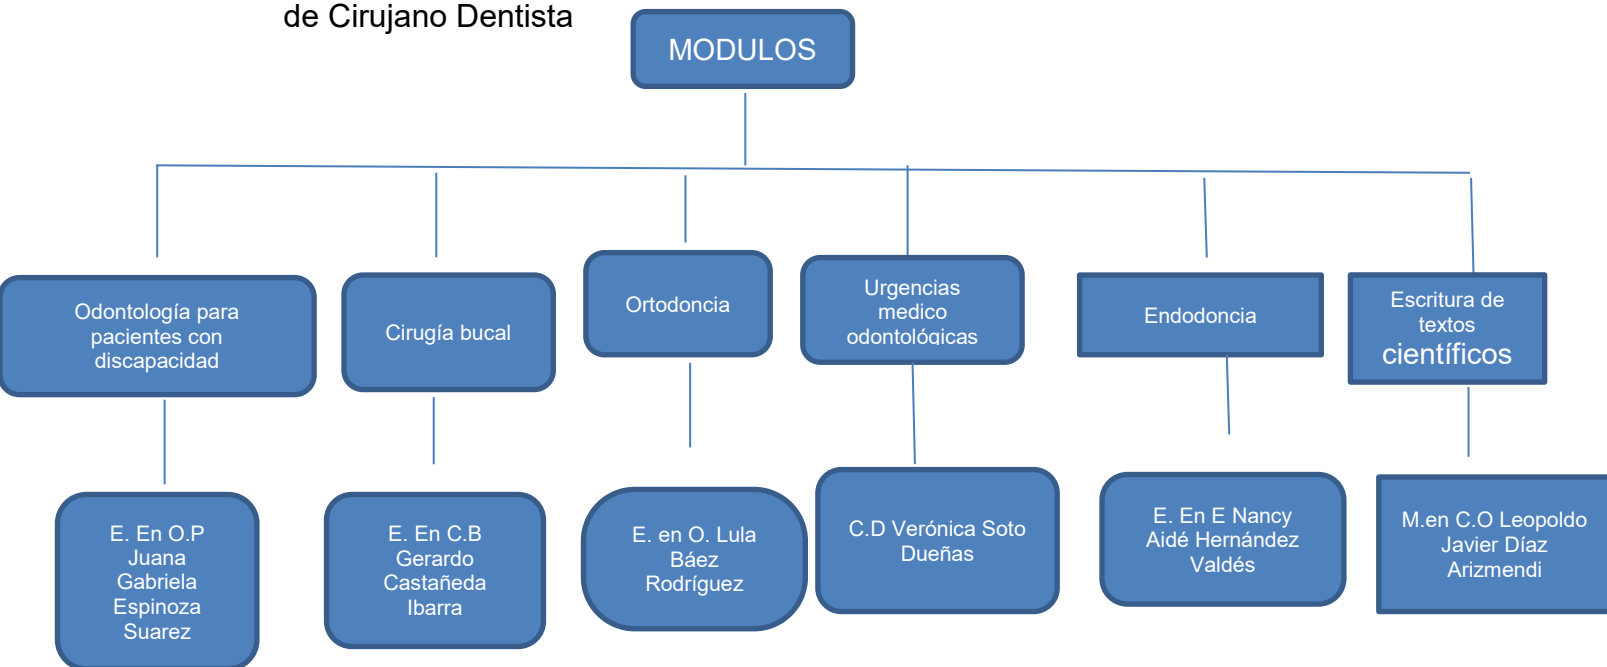 de Cirujano Dentista
MODULOS
Odontología para
pacientes con
discapacidad
Cirugía bucal
Ortodoncia
Urgencias
medico
odontológicas
Endodoncia
Escritura de
textos
científicos
E. En O.P
Juana
Gabriela
Espinoza
Suarez
E. En C.B
Gerardo
Castañeda
Ibarra
E. en O. Lula
Báez
Rodríguez
C.D Verónica Soto
Dueñas
E. En E Nancy
Aidé Hernández
Valdés
M.en C.O Leopoldo
Javier Díaz
Arizmendi